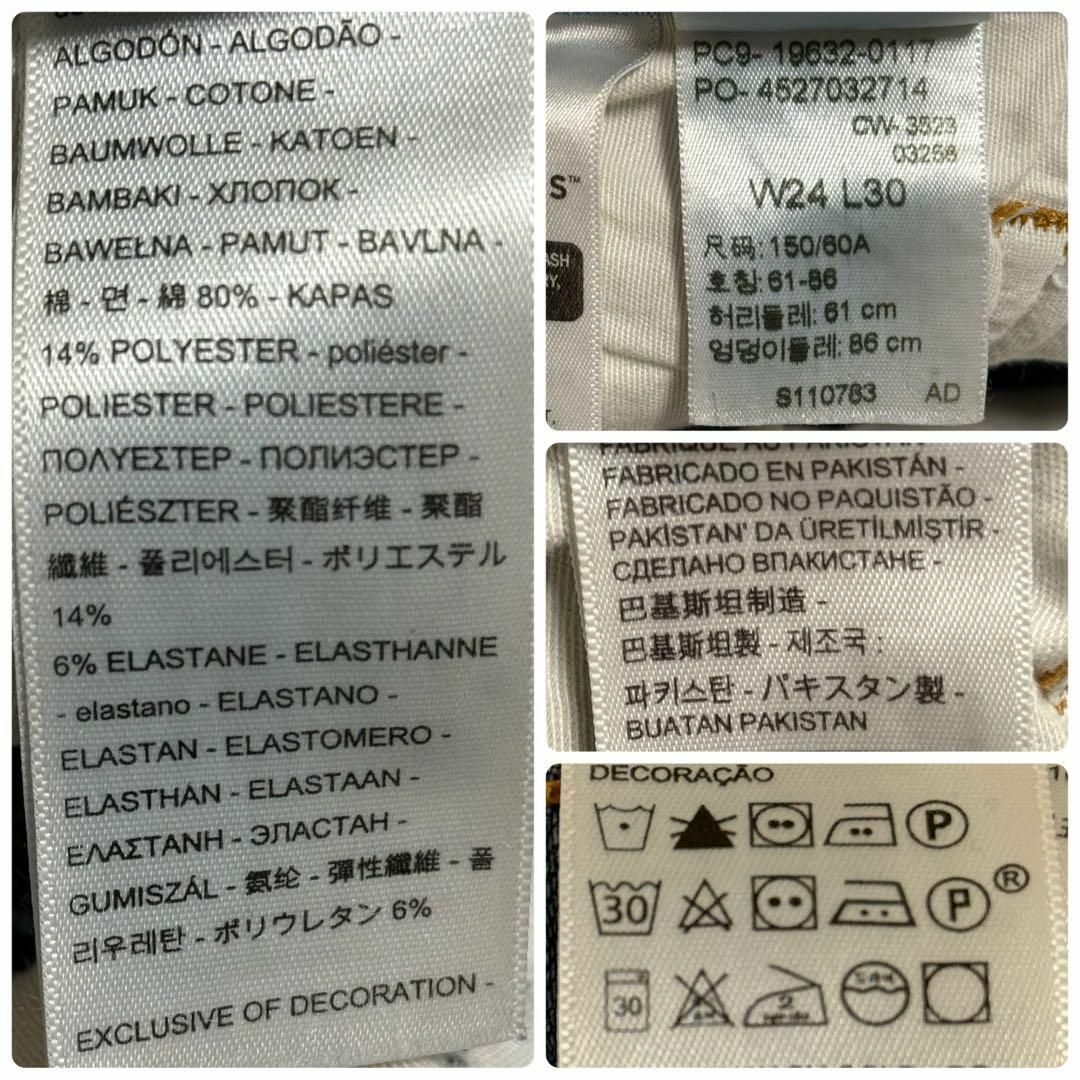 ALGODÓN - ALGODÃO -
PAMUK - COTONE -
BAUMWOLLE - KATOEN -
BAMBAKI - ХЛОПОК -
BAWEŁNA - PAMUT - BAVLNA -
棉 - 면 - 綿 80% - KAPAS
14% POLYESTER - poliéster -
POLIESTER - POLIESTERE -
ΠΟΛΥΕΣΤΕΡ - ПОЛИЭСТЕР -
POLIÉSZTER - 聚酯纤维 - 聚酯
纖維 - 폴리에스터 - ポリエステル
14%
6% ELASTANE - ELASTHANNE
- elastano - ELASTANO -
ELASTAN - ELASTOMERO -
ELASTHAN - ELASTAAN -
ΕΛΑΣΤΑΝΗ - ЭЛАСТАН -
GUMISZÁL - 氨纶 - 彈性纖維 - 폴
리우레탄 - ポリウレタン 6%
EXCLUSIVE OF DECORATION -
S™
ASH
RY.
PC9- 19632-0117
PO- 4527032714
CW- 3523
03256
W24 L30
尺码: 150/60A
호칭: 61-86
허리둘레: 61 cm
엉덩이둘레: 86 cm
S110763 AD
FABRICADO EN PAKISTÁN -
FABRICADO NO PAQUISTÃO -
PAKİSTAN' DA ÜRETİLMİŞTİR -
СДЕЛАНО ВПАКИСТАНЕ -
巴基斯坦制造 -
巴基斯坦製 - 제조국 :
파키스탄 - パキスタン製 -
BUATAN PAKISTAN
DECORAÇÃO
P
30 P ®
30 2